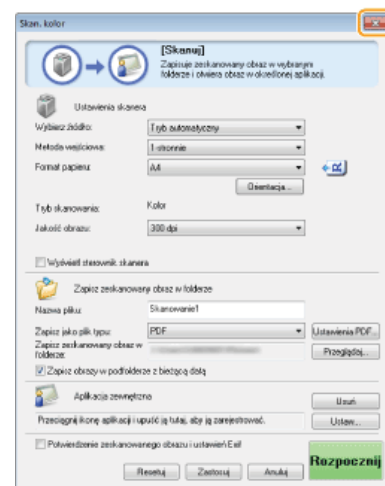 Skan. kolor
[Skanuj]
Zapisuje zeskanowany obraz w wybranym
folderze i otwiera obraz w określonej aplikacji.
Ustawienia skanera
Wybierz źródło: Tryb automatyczny
Metoda wejściowa: 1-stronnie
Format papieru: A4
Orientacja...
Tryb skanowania: Kolor
Jakość obrazu: 300 dpi
Wyświetl sterownik skanera
Zapisz zeskanowany obraz w folderze
Nazwa pliku: Skanowanie1
Zapisz jako plik typu: PDF Ustawienia PDF...
Zapisz zeskanowany obraz w
folderze: Przeglądaj...
Zapisz obrazy w podfolderze z bieżącą datą
Aplikacja zewnętrzna Usuń
Przeciągnij ikonę aplikacji i upuść ją tutaj, aby ją zarejestrować. Ustaw...
Potwierdzenie zeskanowanego obrazu i ustawień Exif
Resetuj Zastosuj Anuluj Rozpocznij